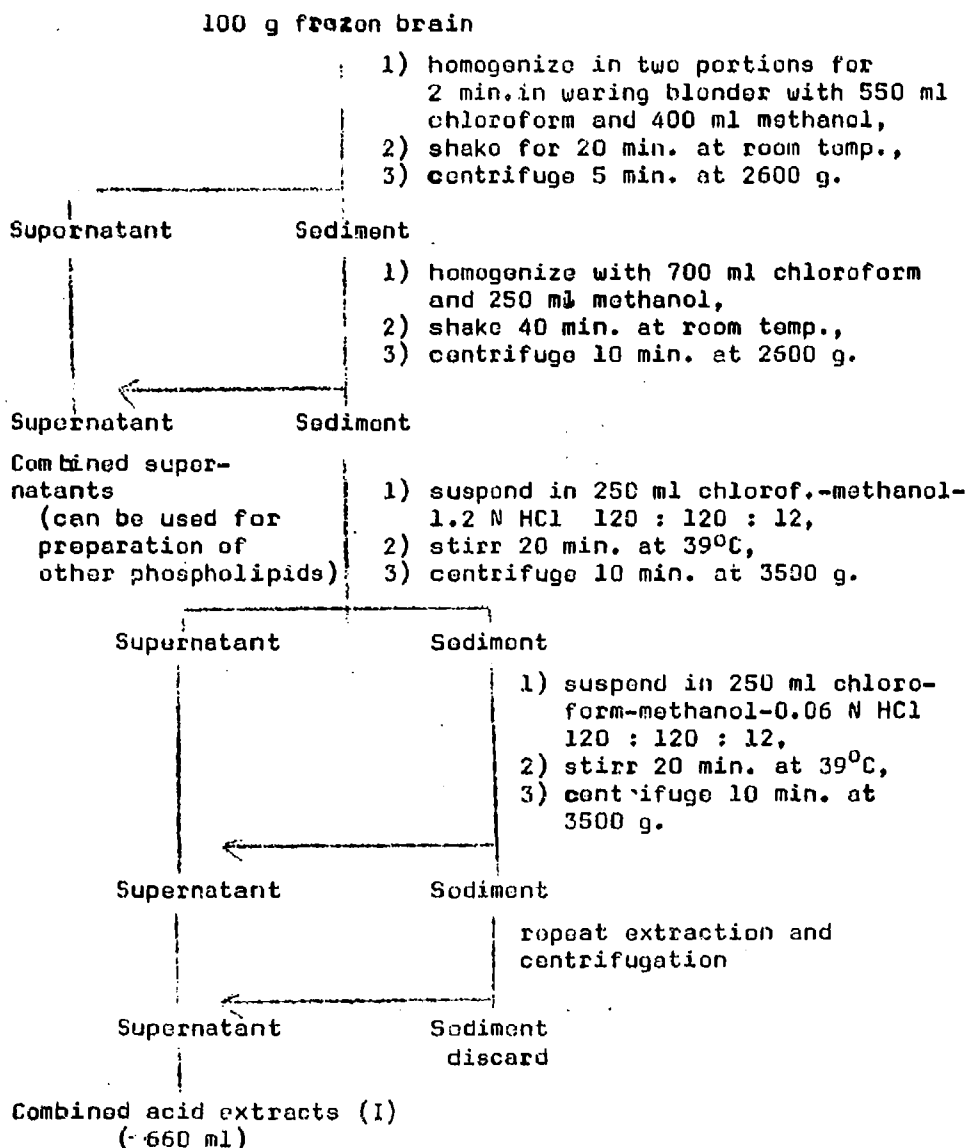 100 g frozen brain
1) homogenize in two portions for
2 min.in waring blender with 550 ml
chloroform and 400 ml methanol,
2) shake for 20 min. at room temp.,
3) centrifuge 5 min. at 2600 g.
Supernatant Sediment
1) homogenize with 700 ml chloroform
and 250 ml methanol,
2) shake 40 min. at room temp.,
3) centrifuge 10 min. at 2600 g.
Supernatant Sediment
Combined super-
natants
(can be used for
preparation of
other phospholipids)
1) suspend in 250 ml chlorof.-methanol-
1.2 N HCl 120 : 120 : 12,
2) stirr 20 min. at 39°C,
3) centrifuge 10 min. at 3500 g.
Supernatant Sediment
1) suspend in 250 ml chloro-
form-methanol-0.06 N HCl
120 : 120 : 12,
2) stirr 20 min. at 39°C,
3) centrifuge 10 min. at
3500 g.
Supernatant Sediment
repeat extraction and
centrifugation
Supernatant Sediment
discard
Combined acid extracts (I)
(~660 ml)